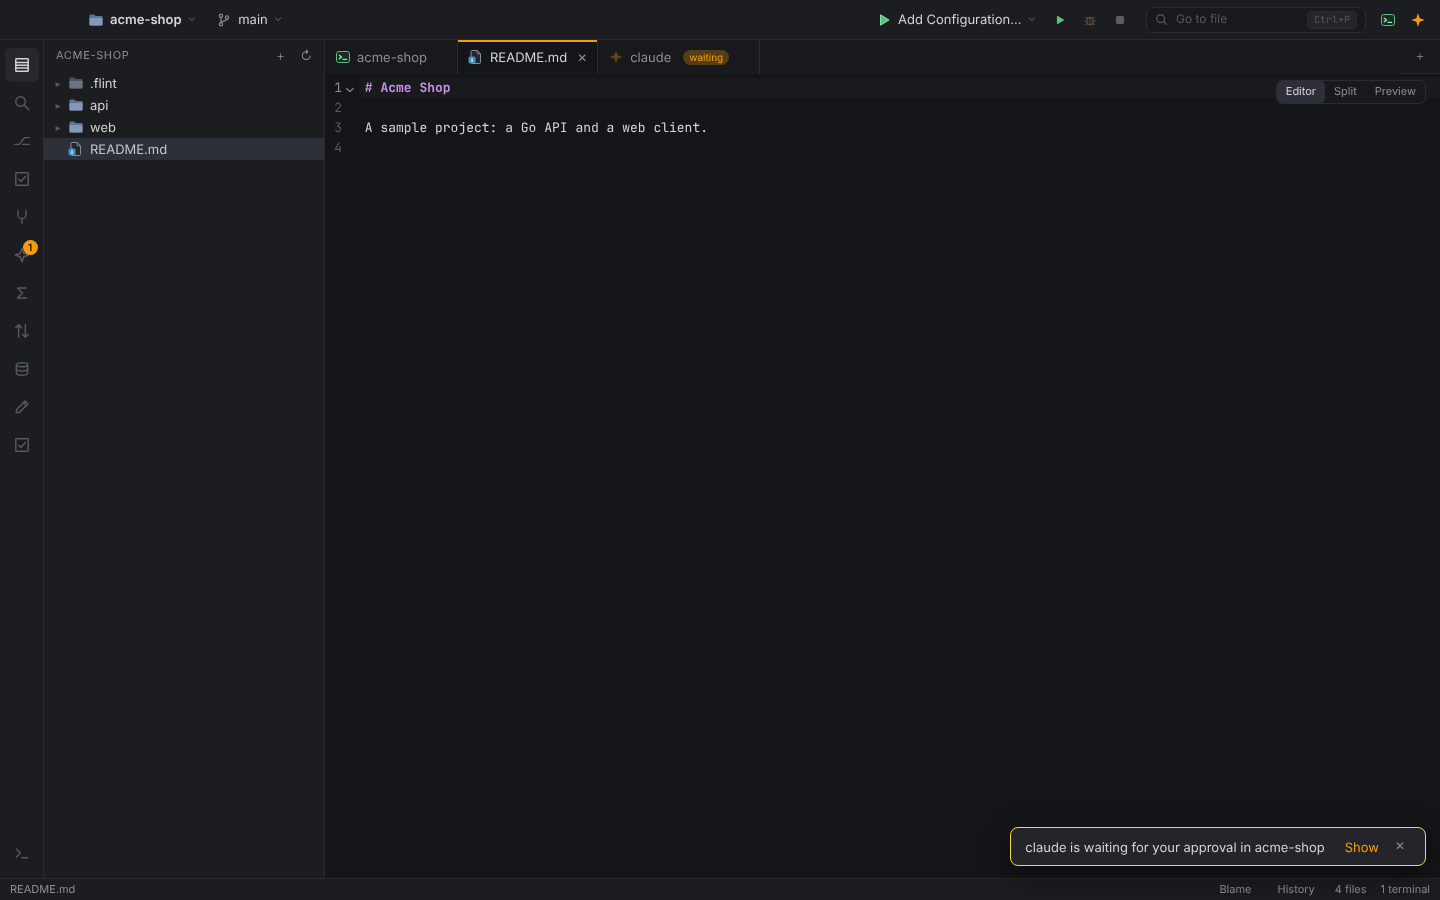 acme-shop
main
Add Configuration...
Go to file
Ctrl+P
ACME-SHOP
+
acme-shop
README.md
claude
waiting
+
.flint
api
web
README.md
1
1 # Acme Shop
2
3 A sample project: a Go API and a web client.
4
Editor
Split
Preview
claude is waiting for your approval in acme-shop
Show
README.md
Blame
History
4 files
1 terminal